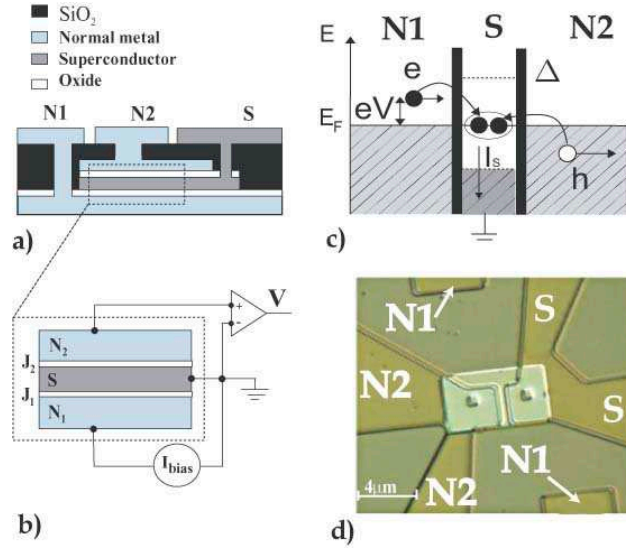 SiO2
Normal metal
Superconductor
Oxide
N1 N2 S
a)
V
+
-
N2
J2
S
J1
N1
Ibias
b)
E N1 S N2
e
Δ
eV
EF
Is
h
c)
N1
S
N2
S
N1
4μm
N2
d)